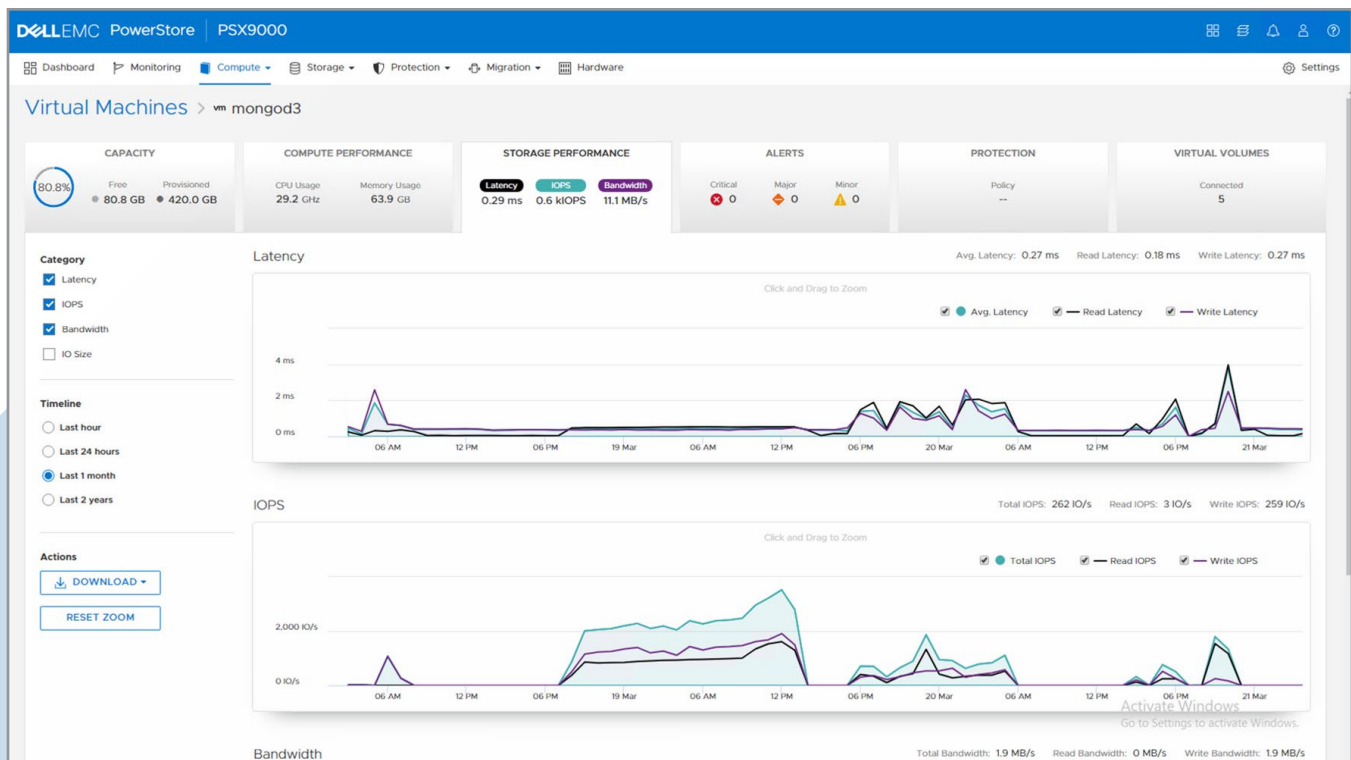 DELLEMC PowerStore PSX9000
Dashboard Monitoring Compute Storage Protection Migration Hardware Settings
Virtual Machines > vm mongod3
CAPACITY
80.8%
Free Provisioned
80.8 GB 420.0 GB
COMPUTE PERFORMANCE
CPU Usage Memory Usage
29.2 GHz 63.9 GB
STORAGE PERFORMANCE
Latency IOPS Bandwidth
0.29 ms 0.6 kIOPS 11.1 MB/s
ALERTS
Critical Major Minor
0 0 0
PROTECTION
Policy
--
VIRTUAL VOLUMES
Connected
5
Category
Latency
IOPS
Bandwidth
IO Size
Timeline
Last hour
Last 24 hours
Last 1 month
Last 2 years
Actions
DOWNLOAD
RESET ZOOM
Latency
Avg. Latency: 0.27 ms Read Latency: 0.18 ms Write Latency: 0.27 ms
Click and Drag to Zoom
Avg. Latency Read Latency Write Latency
4 ms
2 ms
0 ms
06 AM 12 PM 06 PM 19 Mar 06 AM 12 PM 06 PM 20 Mar 06 AM 12 PM 06 PM 21 Mar
IOPS
Total IOPS: 262 IO/s Read IOPS: 3 IO/s Write IOPS: 259 IO/s
Click and Drag to Zoom
Total IOPS Read IOPS Write IOPS
2,000 IO/s
0 IO/s
06 AM 12 PM 06 PM 19 Mar 06 AM 12 PM 06 PM 20 Mar 06 AM 12 PM 06 PM 21 Mar
Activate Windows
Go to Settings to activate Windows.
Bandwidth
Total Bandwidth: 1.9 MB/s Read Bandwidth: 0 MB/s Write Bandwidth: 1.9 MB/s